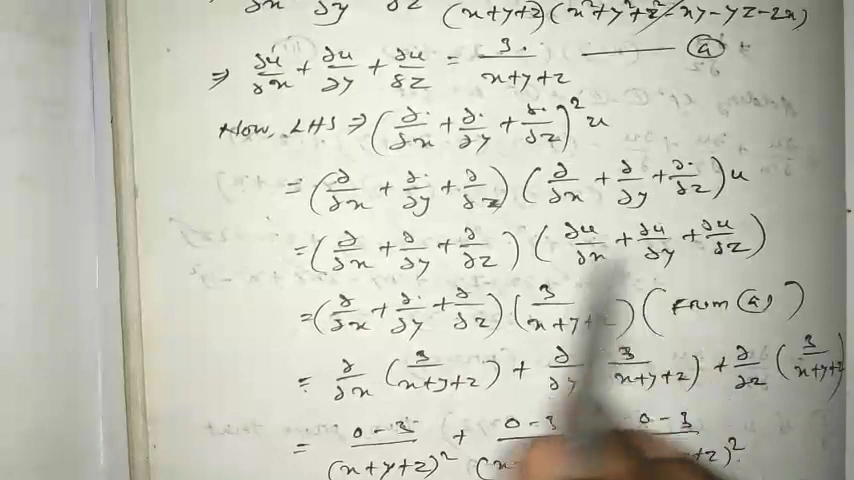 ∂x ∂y ∂z (x+y+z)(x²+y²+z²-xy-yz-zx)
⇒ ∂u/∂x + ∂u/∂y + ∂u/∂z = 3/(x+y+z) —— (a)
Now, LHS ⇒ (∂/∂x + ∂/∂y + ∂/∂z)² u
= (∂/∂x + ∂/∂y + ∂/∂z) (∂/∂x + ∂/∂y + ∂/∂z) u
= (∂/∂x + ∂/∂y + ∂/∂z) (∂u/∂x + ∂u/∂y + ∂u/∂z)
= (∂/∂x + ∂/∂y + ∂/∂z) (3/(x+y+z)) (From (a))
= ∂/∂x (3/(x+y+z)) + ∂/∂y (3/(x+y+z)) + ∂/∂z (3/(x+y+z))
= (0-3)/(x+y+z)² + (0-3)/(x 0-3 +z)²